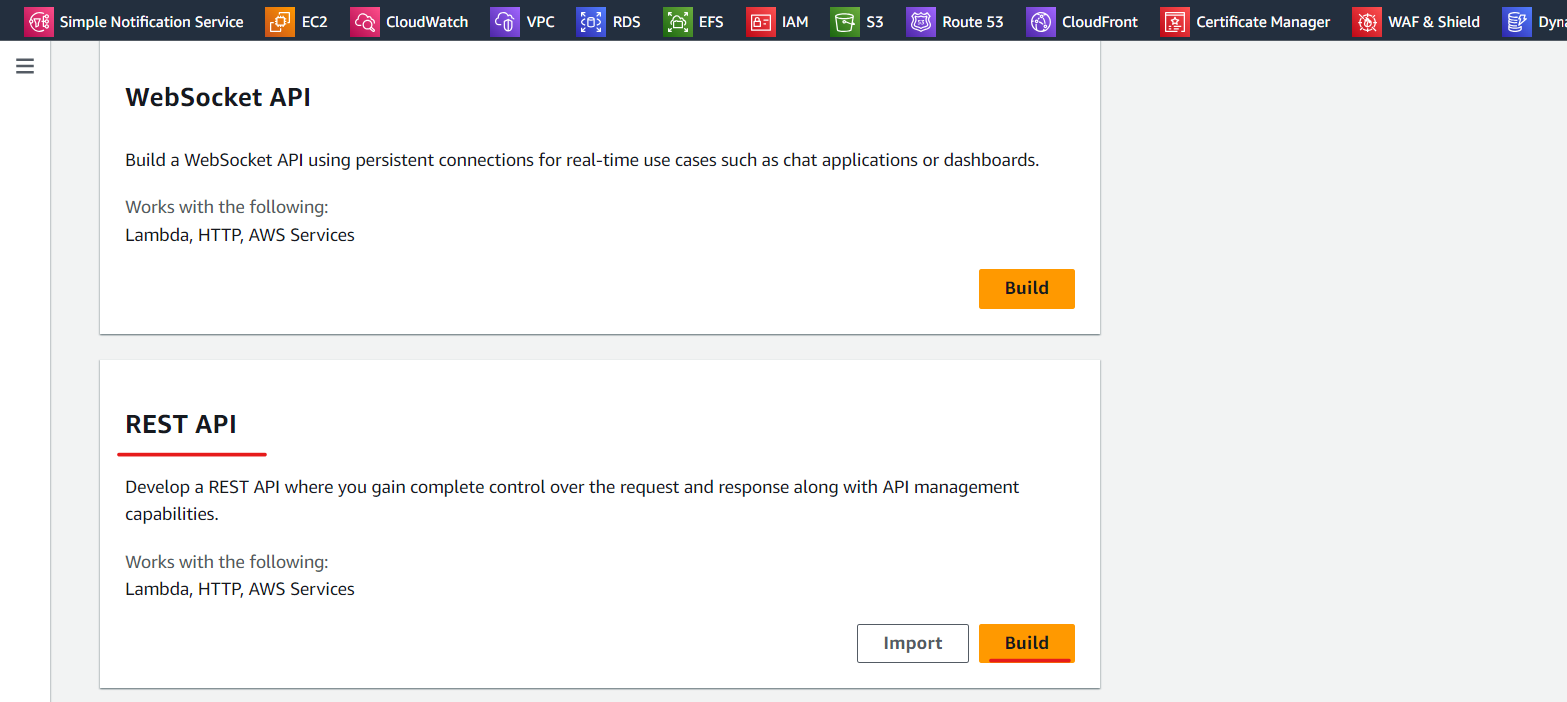 Simple Notification Service EC2 CloudWatch VPC RDS EFS IAM S3 Route 53 CloudFront Certificate Manager WAF & Shield Dyn
WebSocket API
Build a WebSocket API using persistent connections for real-time use cases such as chat applications or dashboards.
Works with the following:
Lambda, HTTP, AWS Services
Build
REST API
Develop a REST API where you gain complete control over the request and response along with API management
capabilities.
Works with the following:
Lambda, HTTP, AWS Services
Import Build